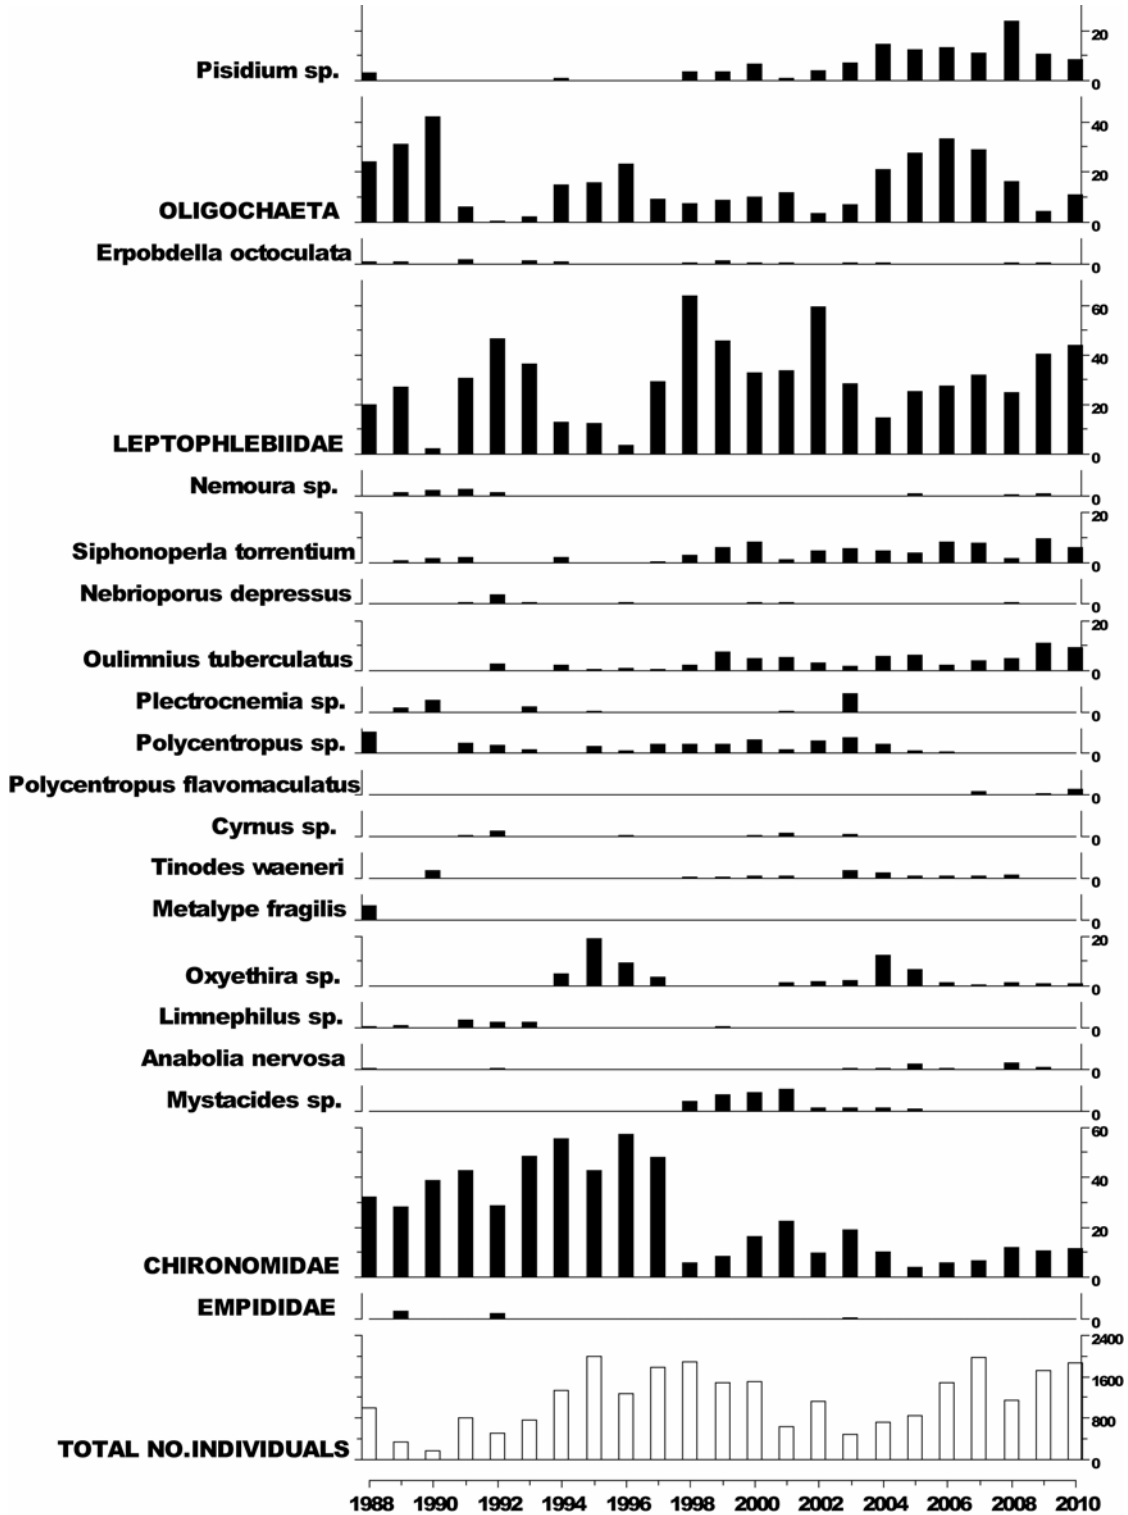 20
Pisidium sp.
0
40
20
OLIGOCHAETA
0
Erpobdella octoculata
0
60
40
20
LEPTOPHLEBIIDAE
0
Nemoura sp.
0
20
Siphonoperla torrentium
0
Nebrioporus depressus
0
20
Oulimnius tuberculatus
0
Plectrocnemia sp.
0
Polycentropus sp.
0
Polycentropus flavomaculatus
0
Cyrnus sp.
0
Tinodes waeneri
0
Metalype fragilis
0
20
Oxyethira sp.
0
Limnephilus sp.
0
Anabolia nervosa
0
Mystacides sp.
0
60
40
20
CHIRONOMIDAE
0
EMPIDIDAE
0
2400
1600
800
TOTAL NO.INDIVIDUALS
0
1988 1990 1992 1994 1996 1998 2000 2002 2004 2006 2008 2010